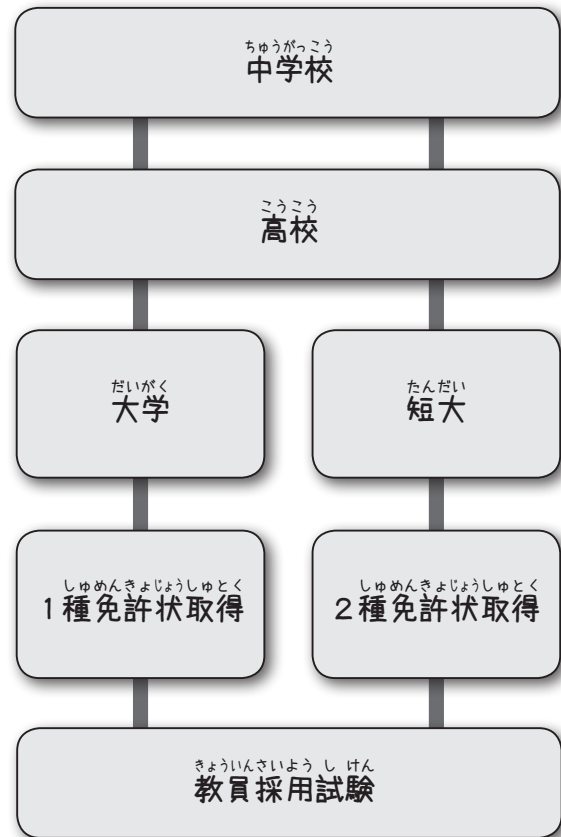 ちゅうがっこう
中学校
こうこう
高校
だいがく
大学
たんだい
短大
しゅめんきょじょうしゅとく
1種免許状取得
しゅめんきょじょうしゅとく
2種免許状取得
きょういんさいようしけん
教員採用試験